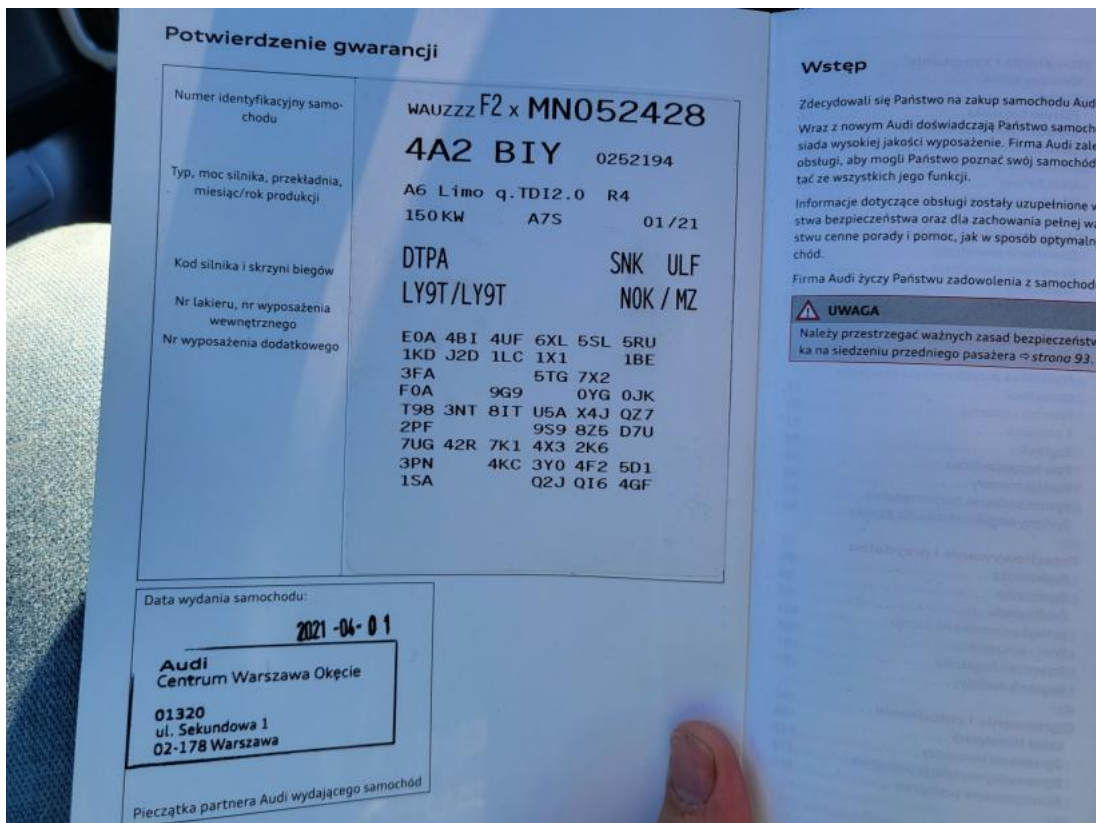 Potwierdzenie gwarancji
Numer identyfikacyjny samo-
chodu
WAUZZZ F2 x MN052428
4A2 BIY 0252194
Typ, moc silnika, przekładnia,
miesiąc/rok produkcji
A6 Limo q.TDI2.0 R4
150 KW A7S 01/21
Kod silnika i skrzyni biegów
DTPA SNK ULF
Nr lakieru, nr wyposażenia
wewnętrznego
LY9T/LY9T NOK / MZ
Nr wyposażenia dodatkowego
E0A 4BI 4UF 6XL 5SL 5RU
1KD J2D 1LC 1X1 1BE
3FA 5TG 7X2
F0A 9G9 0YG 0JK
T98 3NT 8IT U5A X4J QZ7
2PF 9S9 8Z5 D7U
7UG 42R 7K1 4X3 2K6
3PN 4KC 3Y0 4F2 5D1
1SA Q2J QI6 4GF
Data wydania samochodu:
2021 -04- 0 1
Audi
Centrum Warszawa Okęcie
01320
ul. Sekundowa 1
02-178 Warszawa
Pieczątka partnera Audi wydającego samochód
Wstęp
Zdecydowali się Państwo na zakup samochodu Aud
Wraz z nowym Audi doświadczają Państwo samoch
siada wysokiej jakości wyposażenie. Firma Audi zale
obsługi, aby mogli Państwo poznać swój samochód
tać ze wszystkich jego funkcji.
Informacje dotyczące obsługi zostały uzupełnione w
stwa bezpieczeństwa oraz dla zachowania pełnej wa
stwu cenne porady i pomoc, jak w sposób optymaln
chód.
Firma Audi życzy Państwu zadowolenia z samochod
UWAGA
Należy przestrzegać ważnych zasad bezpieczeństw
ka na siedzeniu przedniego pasażera ⇨ strona 93.